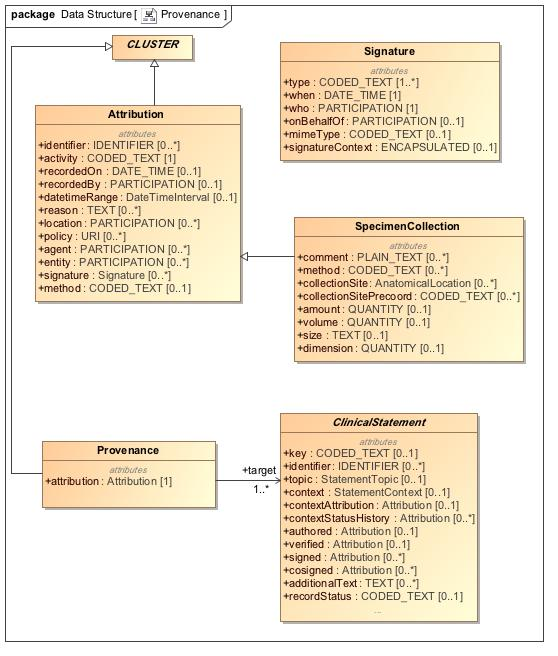 package Data Structure [ Provenance ]
CLUSTER
Signature
attributes
+type : CODED_TEXT [1..*]
+when : DATE_TIME [1]
+who : PARTICIPATION [1]
+onBehalfOf : PARTICIPATION [0..1]
+mimeType : CODED_TEXT [0..1]
+signatureContext : ENCAPSULATED [0..1]
Attribution
attributes
+identifier : IDENTIFIER [0..*]
+activity : CODED_TEXT [1]
+recordedOn : DATE_TIME [0..1]
+recordedBy : PARTICIPATION [0..1]
+datetimeRange : DateTimeInterval [0..1]
+reason : TEXT [0..*]
+location : PARTICIPATION [0..*]
+policy : URI [0..*]
+agent : PARTICIPATION [0..*]
+entity : PARTICIPATION [0..*]
+signature : Signature [0..*]
+method : CODED_TEXT [0..1]
SpecimenCollection
attributes
+comment : PLAIN_TEXT [0..*]
+method : CODED_TEXT [0..*]
+collectionSite : AnatomicalLocation [0..*]
+collectionSitePrecoord : CODED_TEXT [0..*]
+amount : QUANTITY [0..1]
+volume : QUANTITY [0..1]
+size : TEXT [0..1]
+dimension : QUANTITY [0..1]
Provenance
attributes
+attribution : Attribution [1]
+target
1..*
ClinicalStatement
attributes
+key : CODED_TEXT [0..1]
+identifier : IDENTIFIER [0..*]
+topic : StatementTopic [0..1]
+context : StatementContext [0..1]
+contextAttribution : Attribution [0..1]
+contextStatusHistory : Attribution [0..*]
+authored : Attribution [0..1]
+verified : Attribution [0..1]
+signed : Attribution [0..*]
+cosigned : Attribution [0..*]
+additionalText : TEXT [0..*]
+recordStatus : CODED_TEXT [0..1]
...